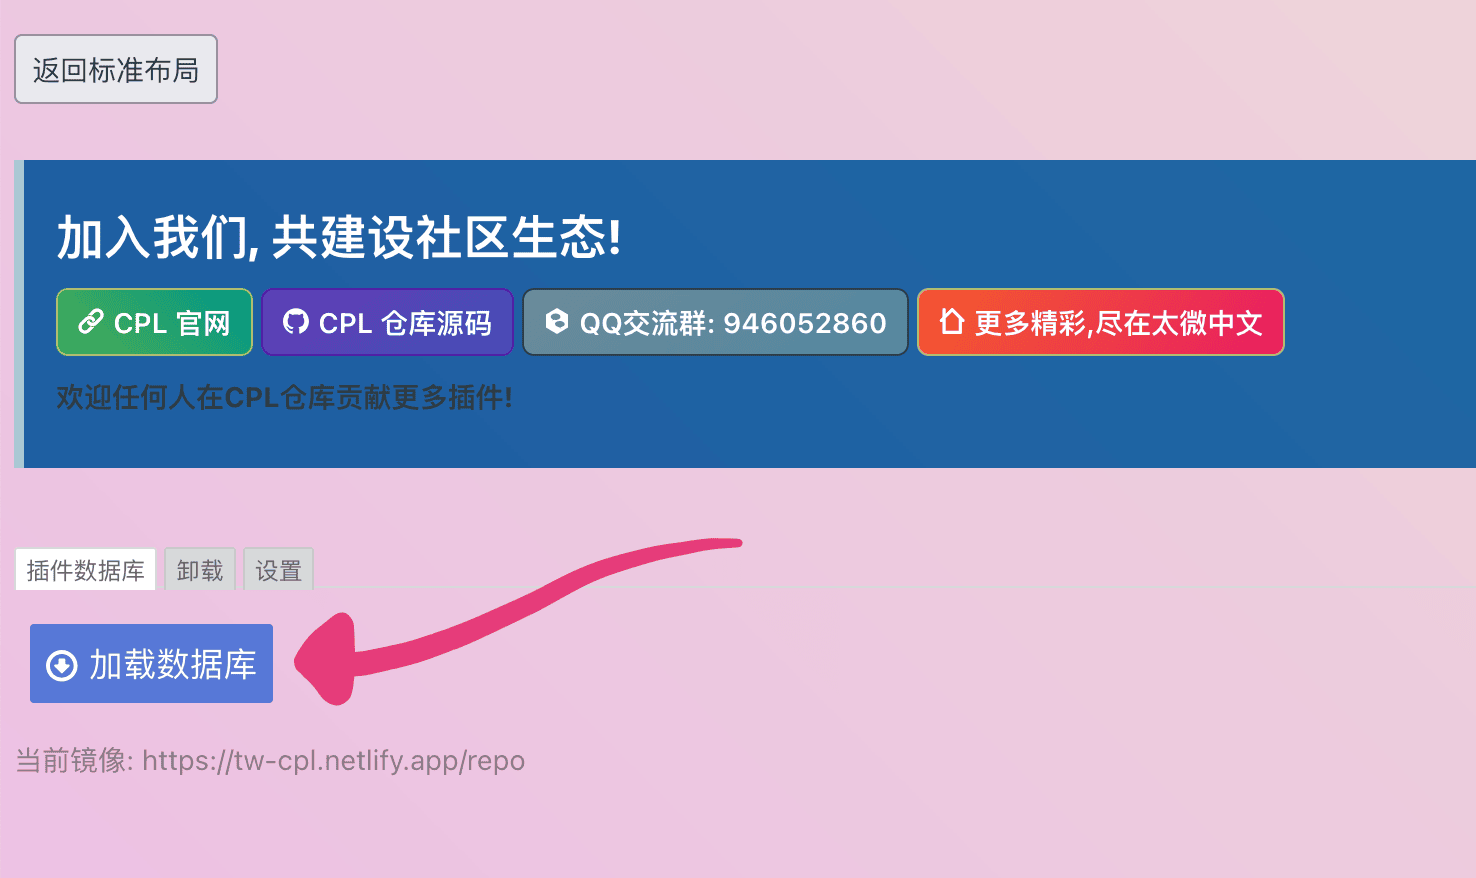 返回标准布局
加入我们, 共建设社区生态!
CPL 官网 CPL 仓库源码 QQ交流群: 946052860 更多精彩,尽在太微中文
欢迎任何人在CPL仓库贡献更多插件!
插件数据库 卸载 设置
加载数据库
当前镜像: https://tw-cpl.netlify.app/repo